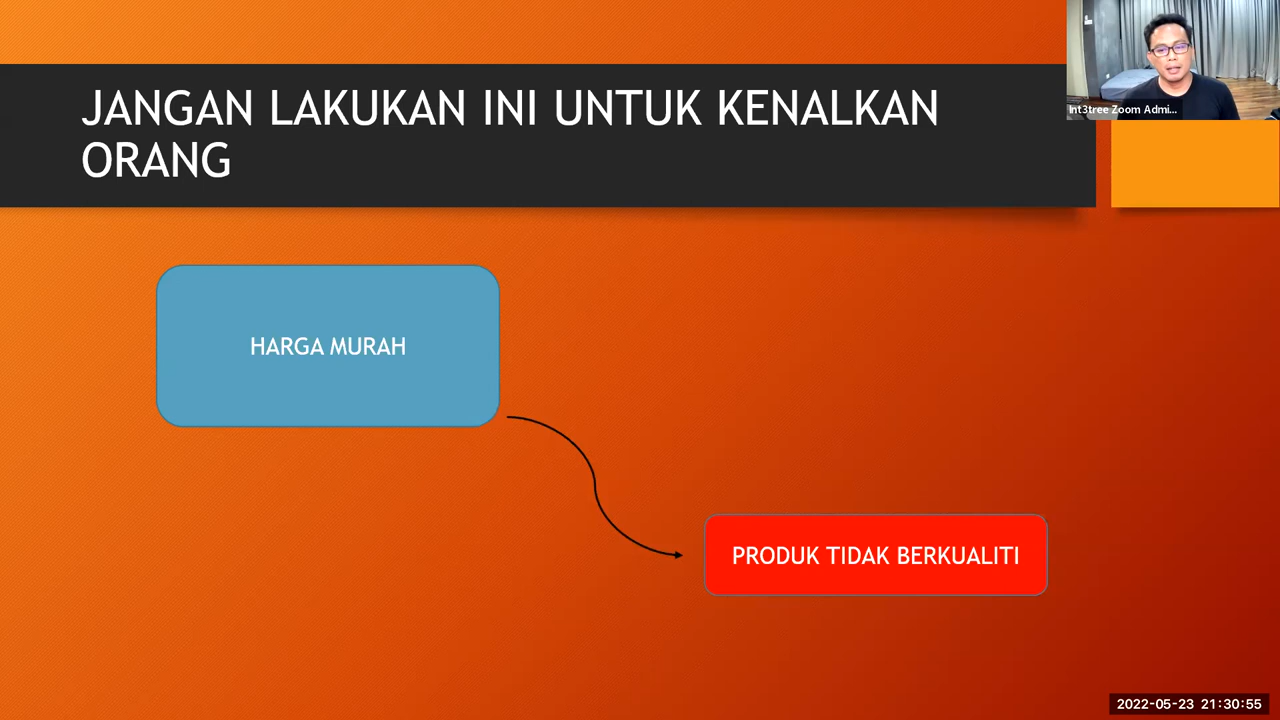 JANGAN LAKUKAN INI UNTUK KENALKAN
ORANG
Int3tree Zoom Admi...
HARGA MURAH
PRODUK TIDAK BERKUALITI
2022-05-23 21:30:55